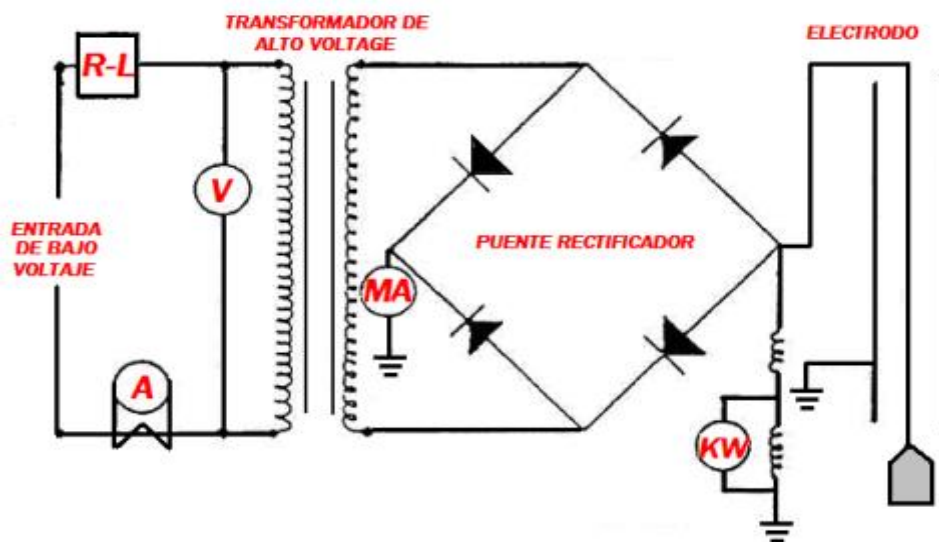 TRANSFORMADOR DE
ALTO VOLTAGE
ELECTRODO
R-L
V
ENTRADA
DE BAJO
VOLTAJE
PUENTE RECTIFICADOR
MA
A
KW